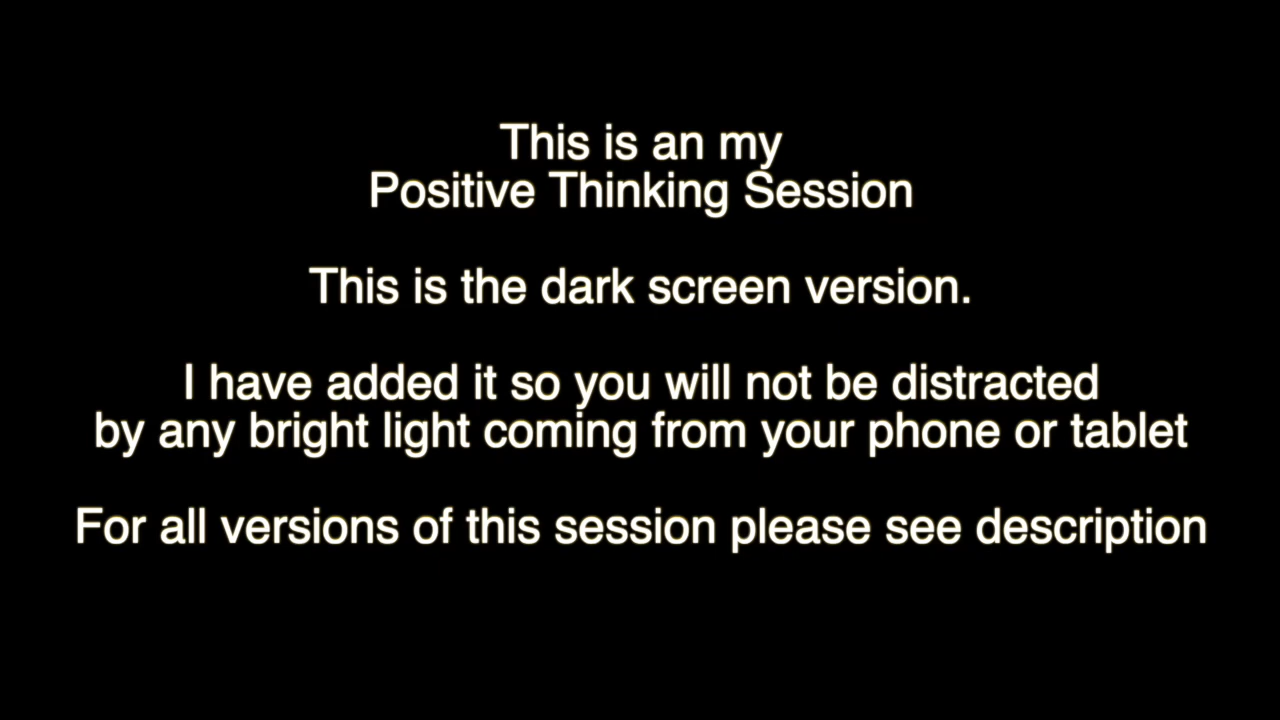 This is an my
Positive Thinking Session
This is the dark screen version.
I have added it so you will not be distracted
by any bright light coming from your phone or tablet
For all versions of this session please see description